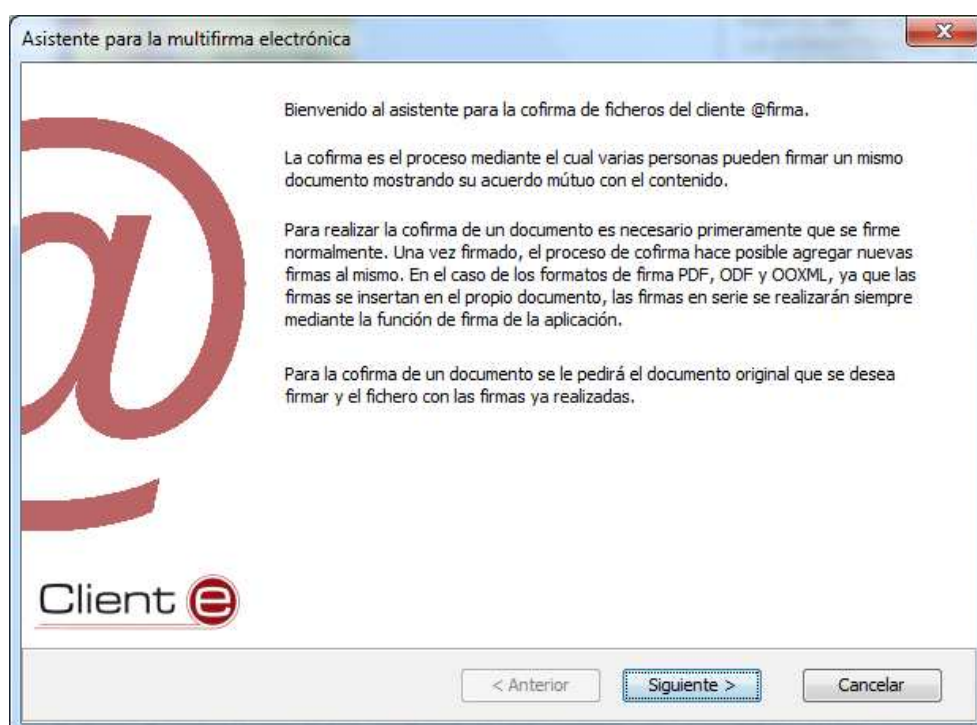 Asistente para la multifirma electrónica
Bienvenido al asistente para la cofirma de ficheros del cliente @firma.
La cofirma es el proceso mediante el cual varias personas pueden firmar un mismo
documento mostrando su acuerdo mútuo con el contenido.
Para realizar la cofirma de un documento es necesario primeramente que se firme
normalmente. Una vez firmado, el proceso de cofirma hace posible agregar nuevas
firmas al mismo. En el caso de los formatos de firma PDF, ODF y OOXML, ya que las
firmas se insertan en el propio documento, las firmas en serie se realizarán siempre
mediante la función de firma de la aplicación.
Para la cofirma de un documento se le pedirá el documento original que se desea
firmar y el fichero con las firmas ya realizadas.
@
Client e
< Anterior
Siguiente >
Cancelar